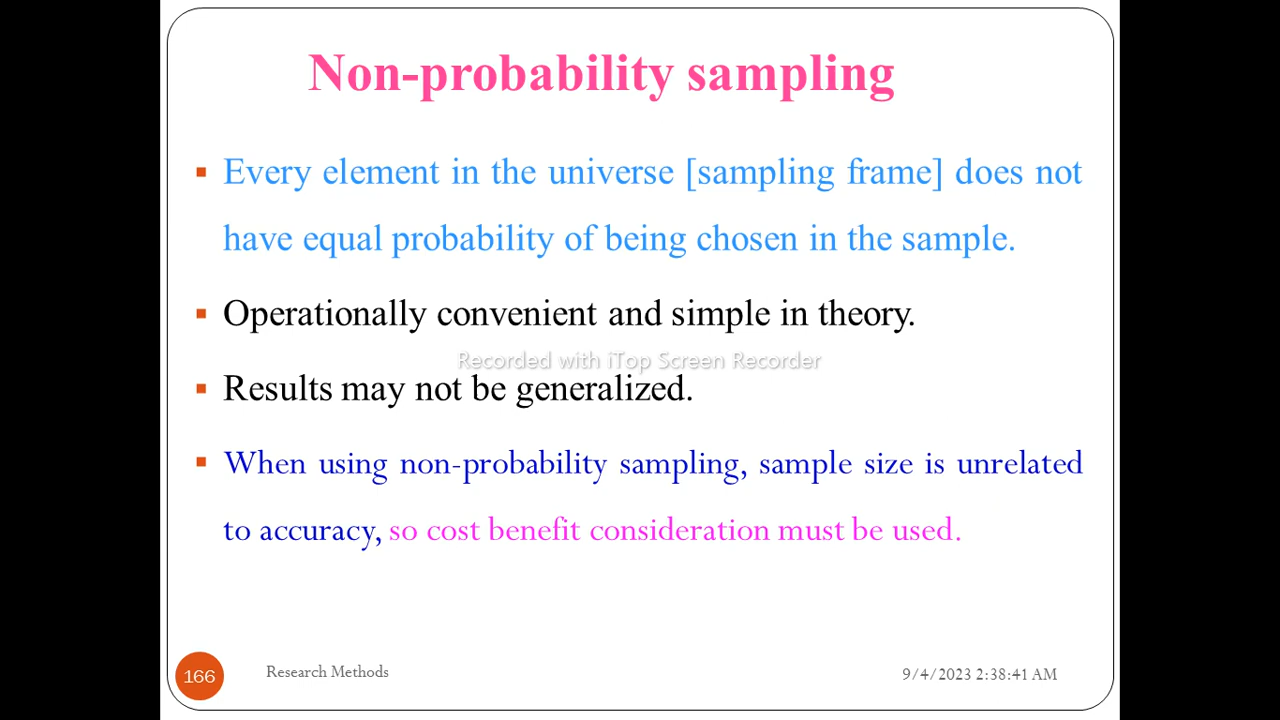 Non-probability sampling
▪ Every element in the universe [sampling frame] does not
have equal probability of being chosen in the sample.
▪ Operationally convenient and simple in theory.
Recorded with iTop Screen Recorder
▪ Results may not be generalized.
▪ When using non-probability sampling, sample size is unrelated
to accuracy, so cost benefit consideration must be used.
166 Research Methods 9/4/2023 2:38:41 AM